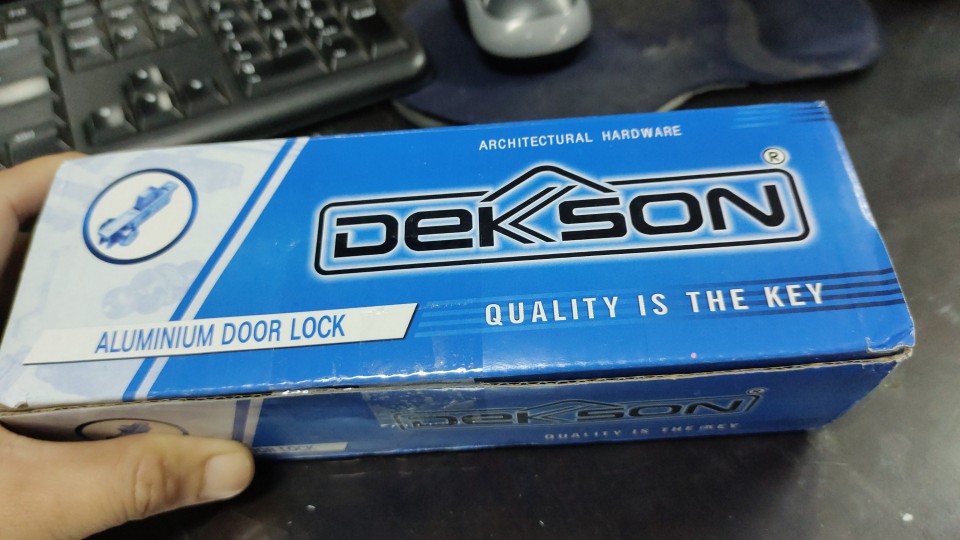 ARCHITECTURAL HARDWARE
DEKSON ®
QUALITY IS THE KEY
ALUMINIUM DOOR LOCK
DEKSON
QUALITY IS THE KEY